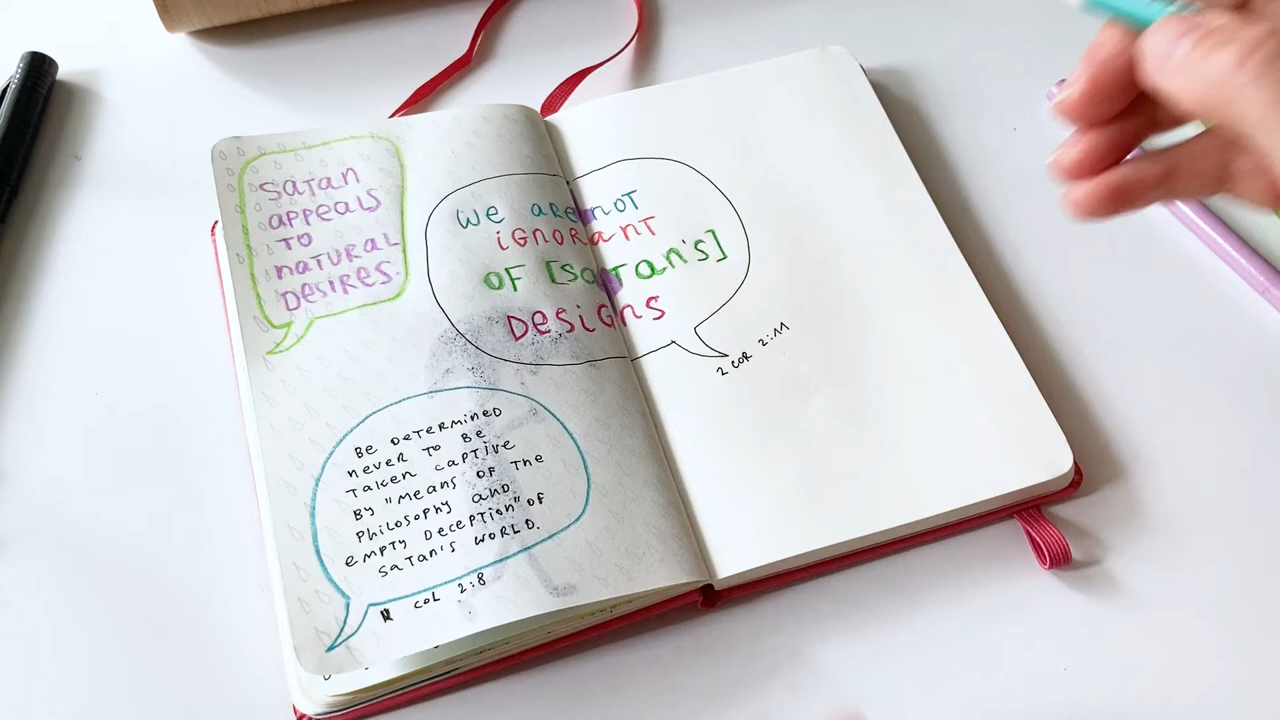 SATAN
APPEALS
TO
NATURAL
DESIRES.
WE ARE NOT
IGNORANT
OF [SATAN'S]
DESIGNS
2 COR 2:11
BE DETERMINED
NEVER TO BE
TAKEN CAPTIVE
BY "MEANS OF THE
PHILOSOPHY AND
EMPTY DECEPTION" OF
SATAN'S WORLD.
COL 2:8